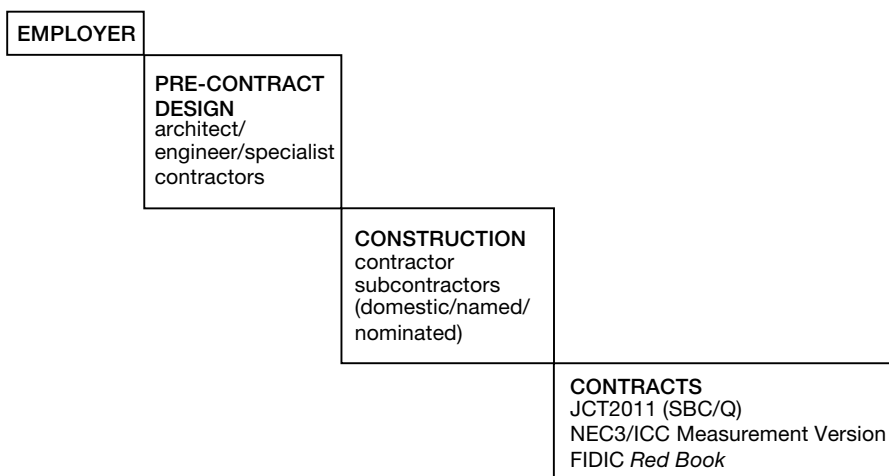 EMPLOYER
PRE-CONTRACT
DESIGN
architect/
engineer/specialist
contractors
CONSTRUCTION
contractor
subcontractors
(domestic/named/
nominated)
CONTRACTS
JCT2011 (SBC/Q)
NEC3/ICC Measurement Version
FIDIC Red Book